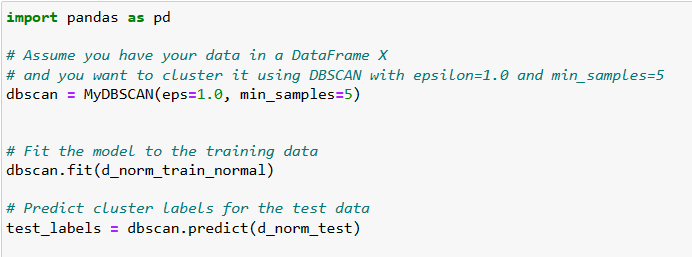 import pandas as pd
# Assume you have your data in a DataFrame X
# and you want to cluster it using DBSCAN with epsilon=1.0 and min_samples=5
dbscan = MyDBSCAN(eps=1.0, min_samples=5)
# Fit the model to the training data
dbscan.fit(d_norm_train_normal)
# Predict cluster labels for the test data
test_labels = dbscan.predict(d_norm_test)